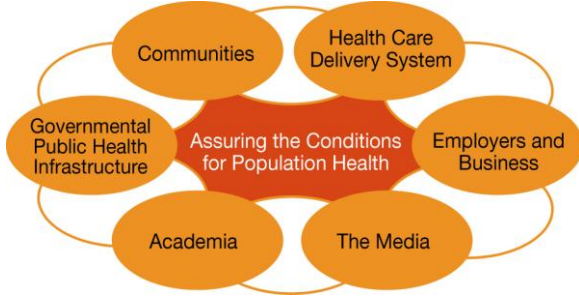 Communities
Health Care
Delivery System
Governmental
Public Health
Infrastructure
Assuring the Conditions
for Population Health
Employers and
Business
Academia
The Media